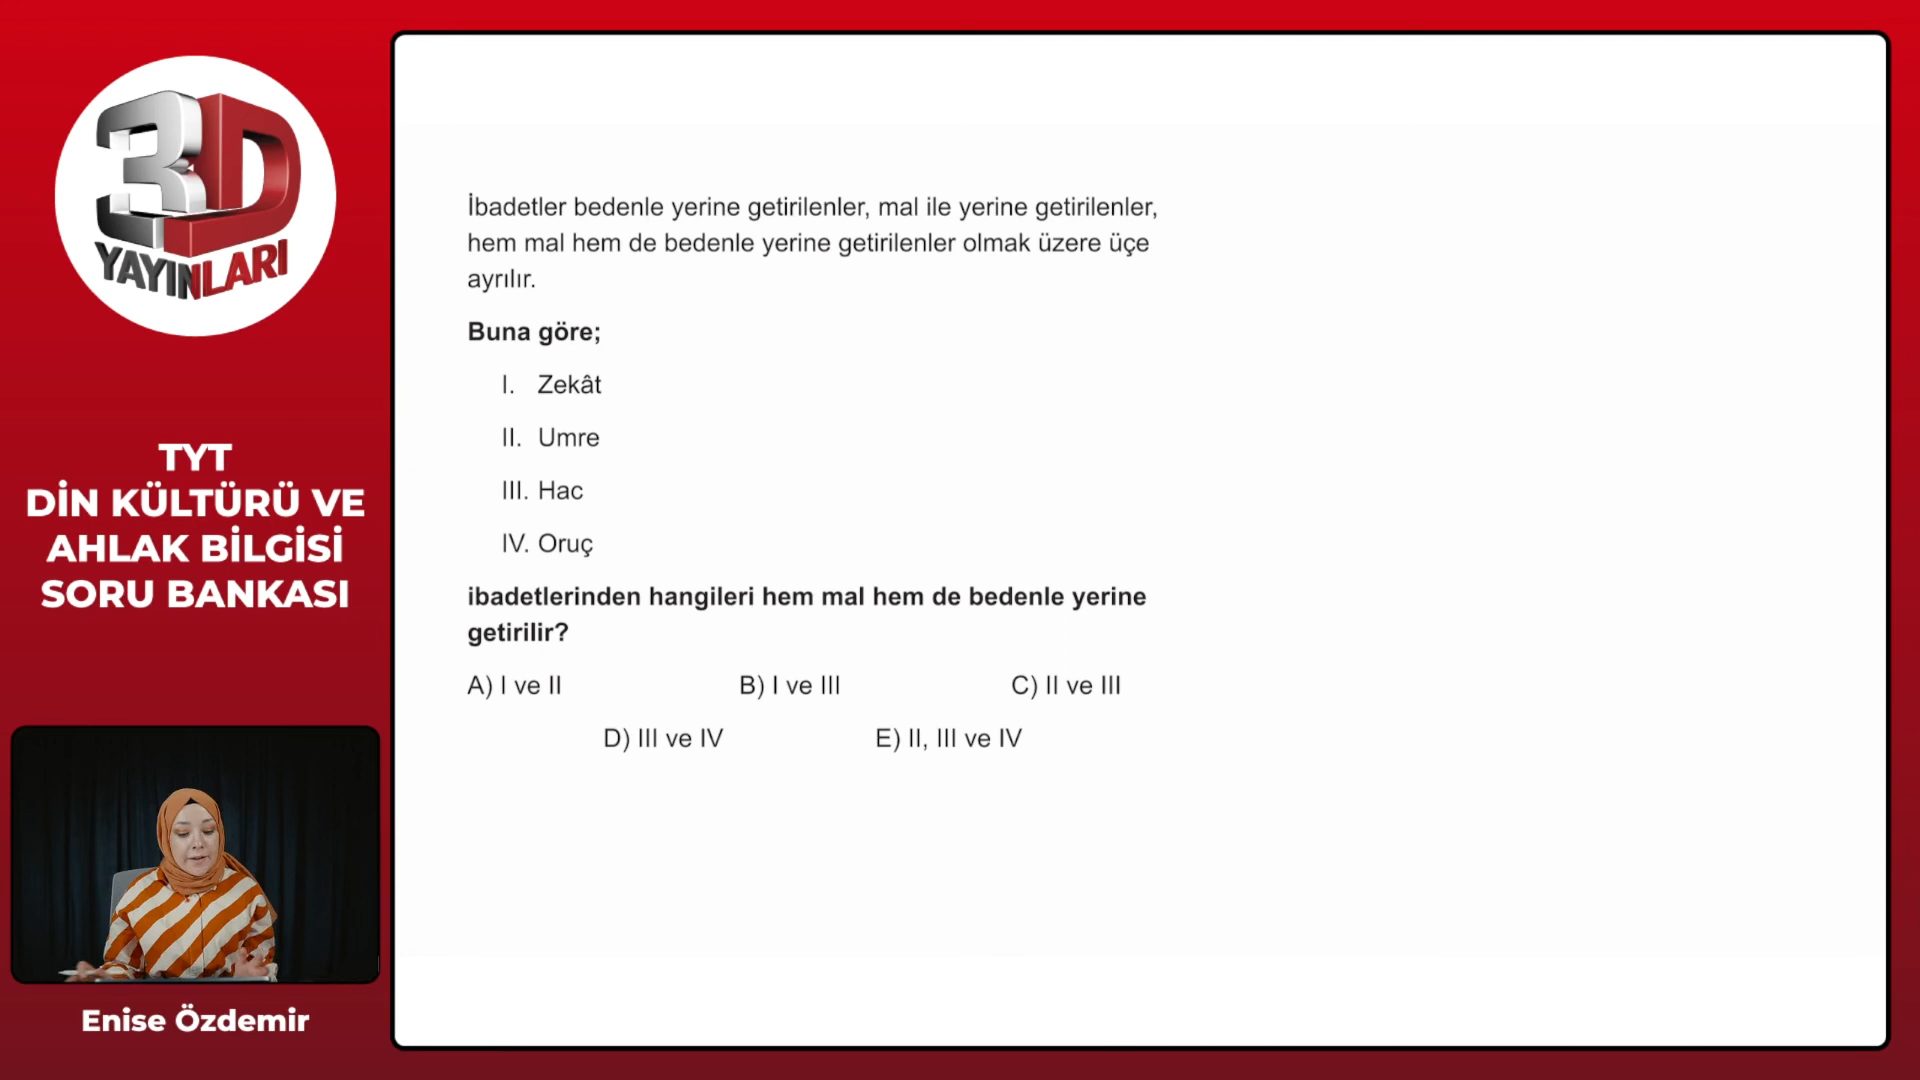 3D
YAYINLARI
TYT
DİN KÜLTÜRÜ VE
AHLAK BİLGİSİ
SORU BANKASI
Enise Özdemir
İbadetler bedenle yerine getirilenler, mal ile yerine getirilenler,
hem mal hem de bedenle yerine getirilenler olmak üzere üçe
ayrılır.
Buna göre;
I. Zekât
II. Umre
III. Hac
IV. Oruç
ibadetlerinden hangileri hem mal hem de bedenle yerine
getirilir?
A) I ve II B) I ve III C) II ve III
D) III ve IV E) II, III ve IV